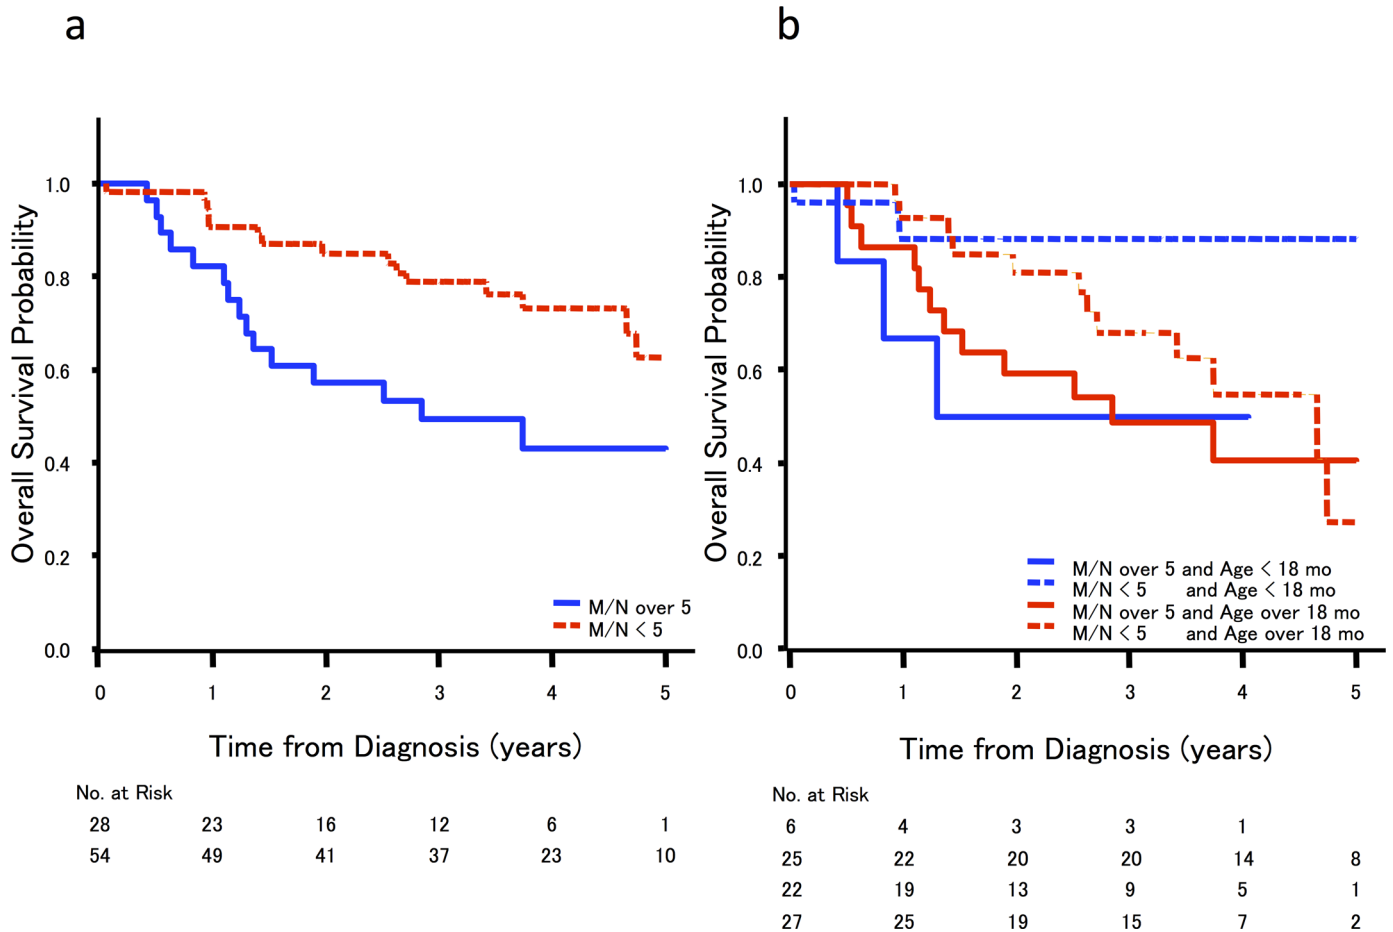 a
Overall Survival Probability
1.0
0.8
0.6
0.4
0.2
0.0
M/N over 5
M/N < 5
0 1 2 3 4 5
Time from Diagnosis (years)
No. at Risk
28 23 16 12 6 1
54 49 41 37 23 10
b
Overall Survival Probability
1.0
0.8
0.6
0.4
0.2
0.0
M/N over 5 and Age < 18 mo
M/N < 5 and Age < 18 mo
M/N over 5 and Age over 18 mo
M/N < 5 and Age over 18 mo
0 1 2 3 4 5
Time from Diagnosis (years)
No. at Risk
6 4 3 3 1
25 22 20 20 14 8
22 19 13 9 5 1
27 25 19 15 7 2